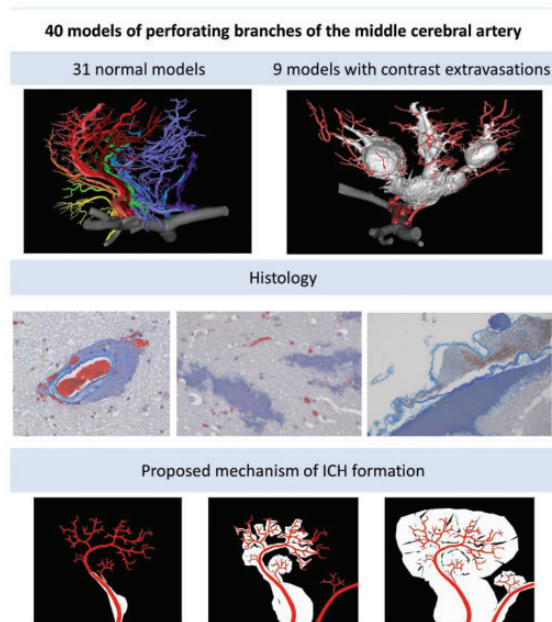 40 models of perforating branches of the middle cerebral artery
31 normal models
9 models with contrast extravasations
Histology
Proposed mechanism of ICH formation